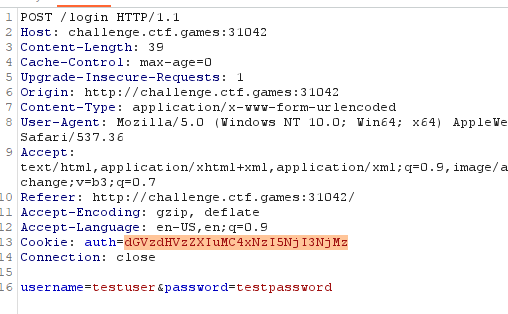 1 POST /login HTTP/1.1
2 Host: challenge.ctf.games:31042
3 Content-Length: 39
4 Cache-Control: max-age=0
5 Upgrade-Insecure-Requests: 1
6 Origin: http://challenge.ctf.games:31042
7 Content-Type: application/x-www-form-urlencoded
8 User-Agent: Mozilla/5.0 (Windows NT 10.0; Win64; x64) AppleWe
Safari/537.36
9 Accept:
text/html,application/xhtml+xml,application/xml;q=0.9,image/a
change;v=b3;q=0.7
10 Referer: http://challenge.ctf.games:31042/
11 Accept-Encoding: gzip, deflate
12 Accept-Language: en-US,en;q=0.9
13 Cookie: auth=dGVzdHVzZXIuMC4xNzI5NjI3NjMz
14 Connection: close
15
16 username=testuser&password=testpassword